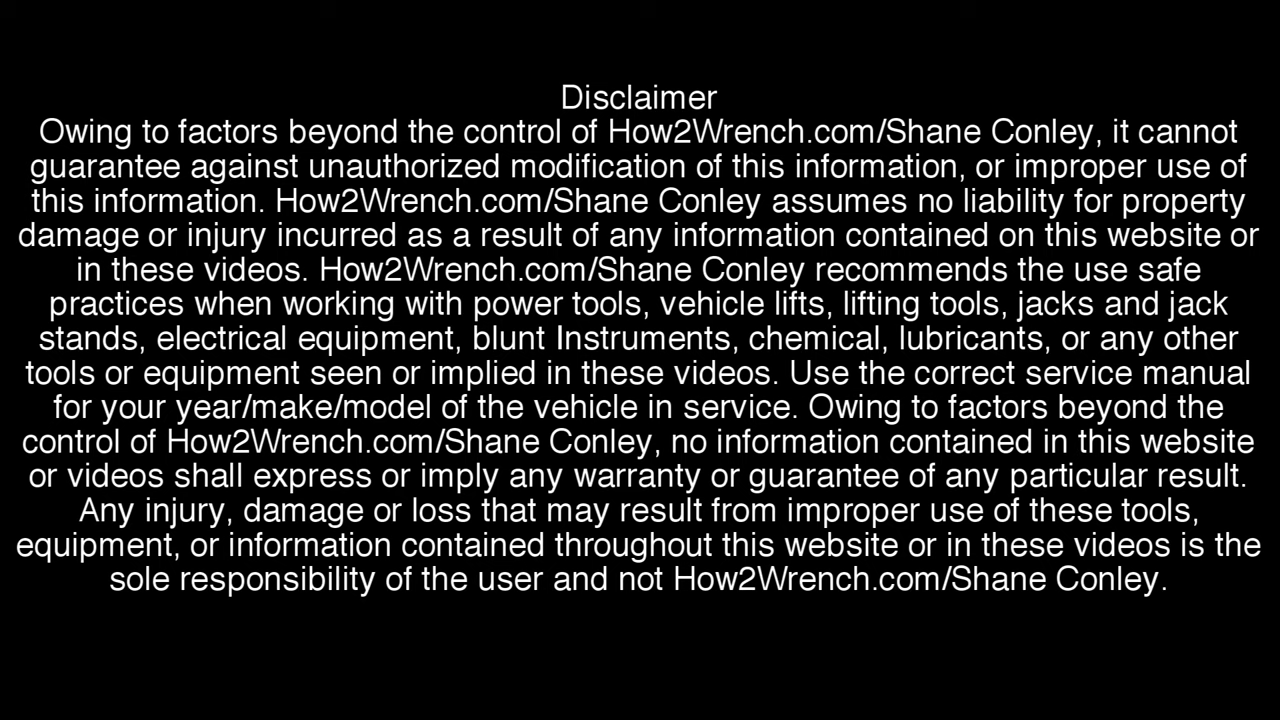 Disclaimer
Owing to factors beyond the control of How2Wrench.com/Shane Conley, it cannot
guarantee against unauthorized modification of this information, or improper use of
this information. How2Wrench.com/Shane Conley assumes no liability for property
damage or injury incurred as a result of any information contained on this website or
in these videos. How2Wrench.com/Shane Conley recommends the use safe
practices when working with power tools, vehicle lifts, lifting tools, jacks and jack
stands, electrical equipment, blunt Instruments, chemical, lubricants, or any other
tools or equipment seen or implied in these videos. Use the correct service manual
for your year/make/model of the vehicle in service. Owing to factors beyond the
control of How2Wrench.com/Shane Conley, no information contained in this website
or videos shall express or imply any warranty or guarantee of any particular result.
Any injury, damage or loss that may result from improper use of these tools,
equipment, or information contained throughout this website or in these videos is the
sole responsibility of the user and not How2Wrench.com/Shane Conley.